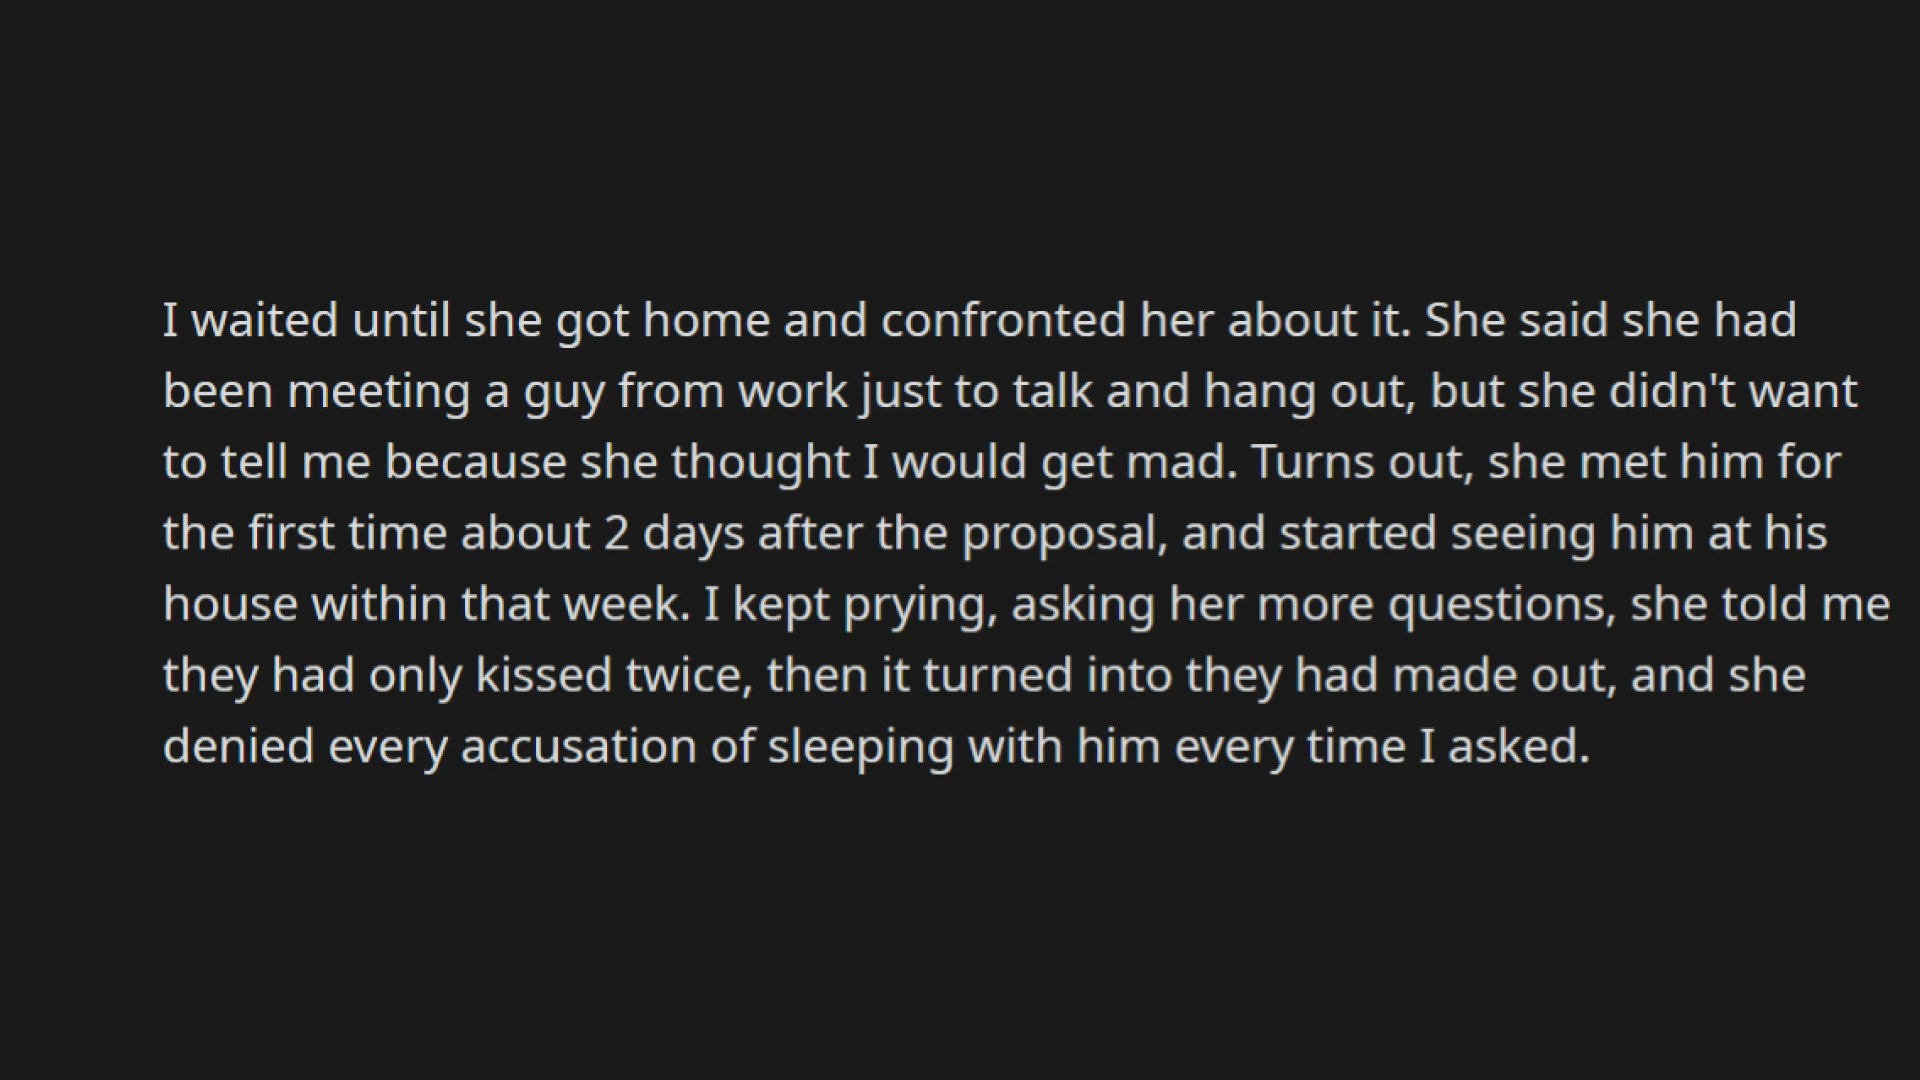 I waited until she got home and confronted her about it. She said she had
been meeting a guy from work just to talk and hang out, but she didn't want
to tell me because she thought I would get mad. Turns out, she met him for
the first time about 2 days after the proposal, and started seeing him at his
house within that week. I kept prying, asking her more questions, she told me
they had only kissed twice, then it turned into they had made out, and she
denied every accusation of sleeping with him every time I asked.